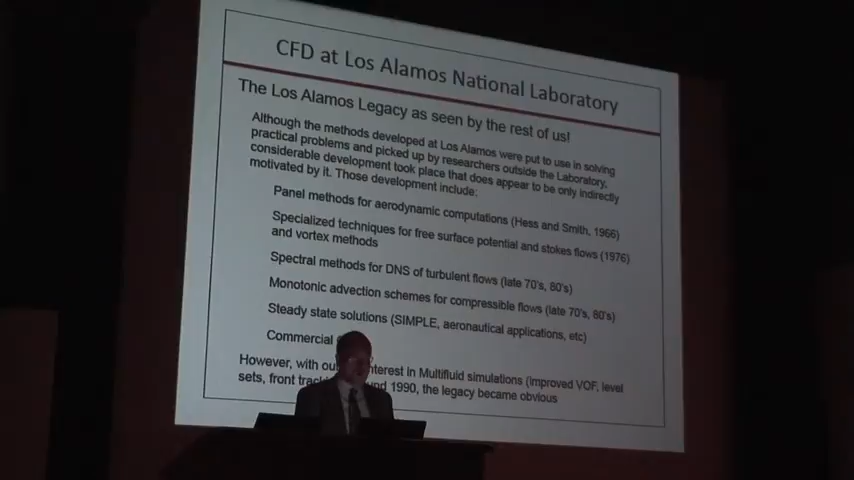 CFD at Los Alamos National Laboratory
The Los Alamos Legacy as seen by the rest of us!
Although the methods developed at Los Alamos were put to use in solving
practical problems and picked up by researchers outside the Laboratory,
considerable development took place that does appear to be only indirectly
motivated by it. Those development include:
Panel methods for aerodynamic computations (Hess and Smith, 1966)
Specialized techniques for free surface potential and stokes flows (1976)
and vortex methods
Spectral methods for DNS of turbulent flows (late 70's, 80's)
Monotonic advection schemes for compressible flows (late 70's, 80's)
Steady state solutions (SIMPLE, aeronautical applications, etc)
Commercial
However, with interest in Multifluid simulations (improved VOF, level
sets, front 1990, the legacy became obvious